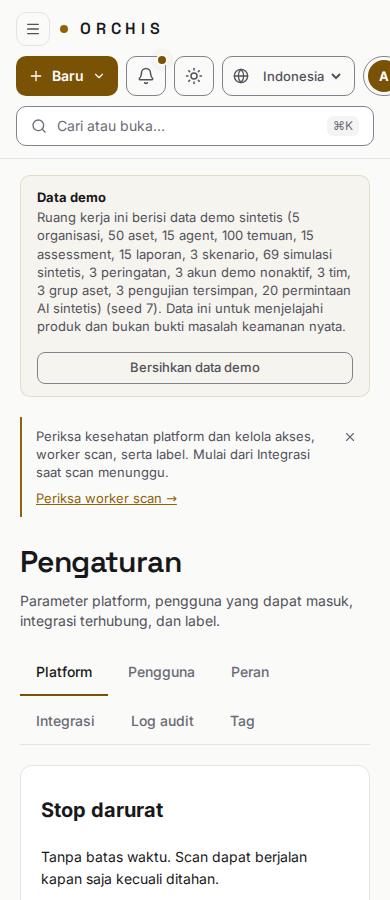 ORCHIS
Baru
Indonesia
A
Cari atau buka...
⌘K
Data demo
Ruang kerja ini berisi data demo sintetis (5
organisasi, 50 aset, 15 agent, 100 temuan, 15
assessment, 15 laporan, 3 skenario, 69 simulasi
sintetis, 3 peringatan, 3 akun demo nonaktif, 3 tim,
3 grup aset, 3 pengujian tersimpan, 20 permintaan
AI sintetis) (seed 7). Data ini untuk menjelajahi
produk dan bukan bukti masalah keamanan nyata.
Bersihkan data demo
Periksa kesehatan platform dan kelola akses,
worker scan, serta label. Mulai dari Integrasi
saat scan menunggu.
Periksa worker scan →
Pengaturan
Parameter platform, pengguna yang dapat masuk,
integrasi terhubung, dan label.
Platform Pengguna Peran
Integrasi Log audit Tag
Stop darurat
Tanpa batas waktu. Scan dapat berjalan
kapan saja kecuali ditahan.